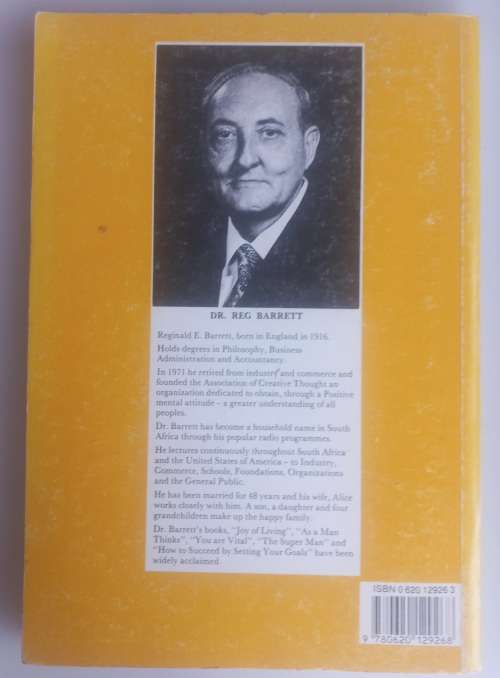 DR. REG BARRETT
Reginald E. Barrett, born in England in 1916.
Holds degrees in Philosophy, Business
Administration and Accountancy.
In 1971 he retired from industry and commerce and
founded the Association of Creative Thought an
organization dedicated to obtain, through a Positive
mental attitude – a greater understanding of all
peoples.
Dr. Barrett has become a household name in South
Africa through his popular radio programmes.
He lectures continuously throughout South Africa
and the United States of America – to Industry,
Commerce, Schools, Foundations, Organizations
and the General Public.
He has been married for 48 years and his wife, Alice
works closely with him. A son, a daughter and four
grandchildren make up the happy family.
Dr. Barrett's books, "Joy of Living", "As a Man
Thinks", "You are Vital", "The Super Man" and
"How to Succeed by Setting Your Goals" have been
widely acclaimed
ISBN 0 620 12926 3
9 780620 129268